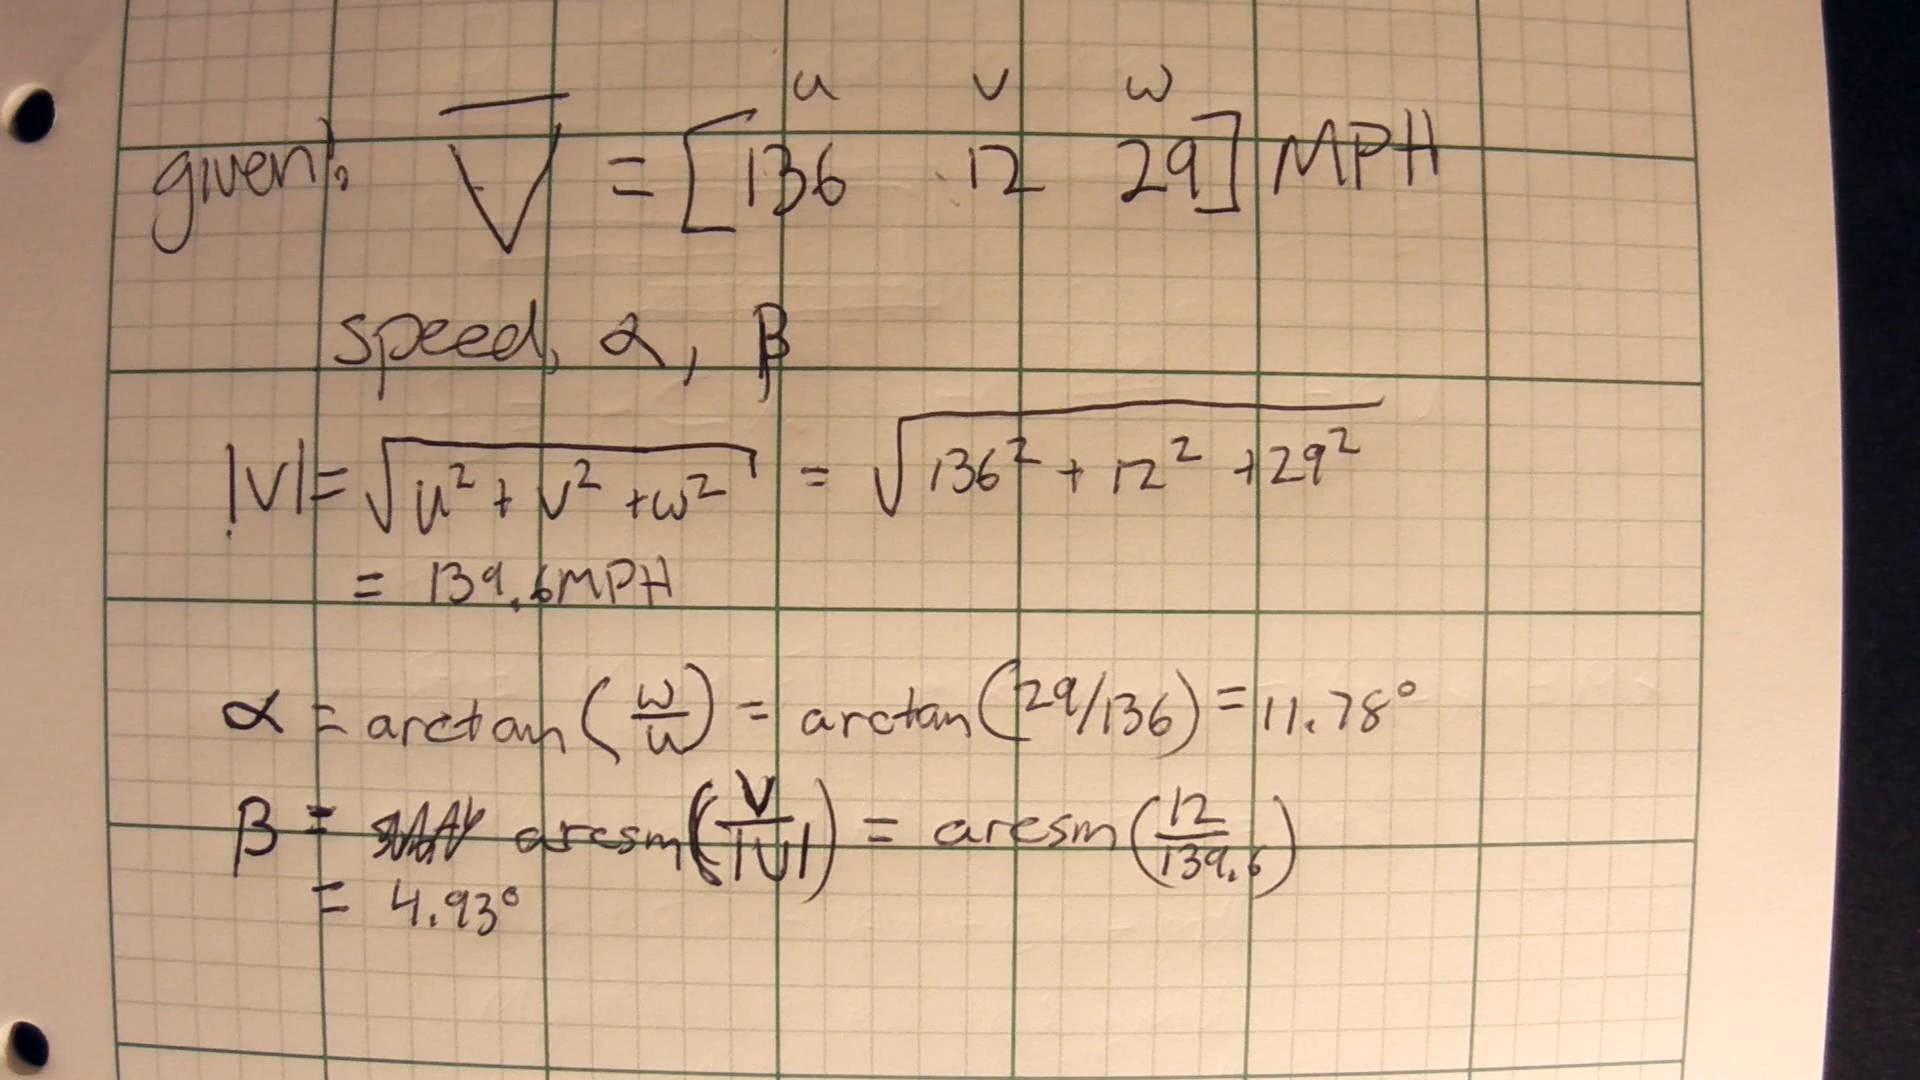 u v w
given: V̅ = [136 12 29] MPH
speed, α, β
|V| = √(u² + v² + w²) = √(136² + 12² + 29²)
= 139.6 MPH
α = arctan(w/u) = arctan(29/136) = 11.78°
β = arcsin(V/|V|) = arcsin(12/139.6)
= 4.93°